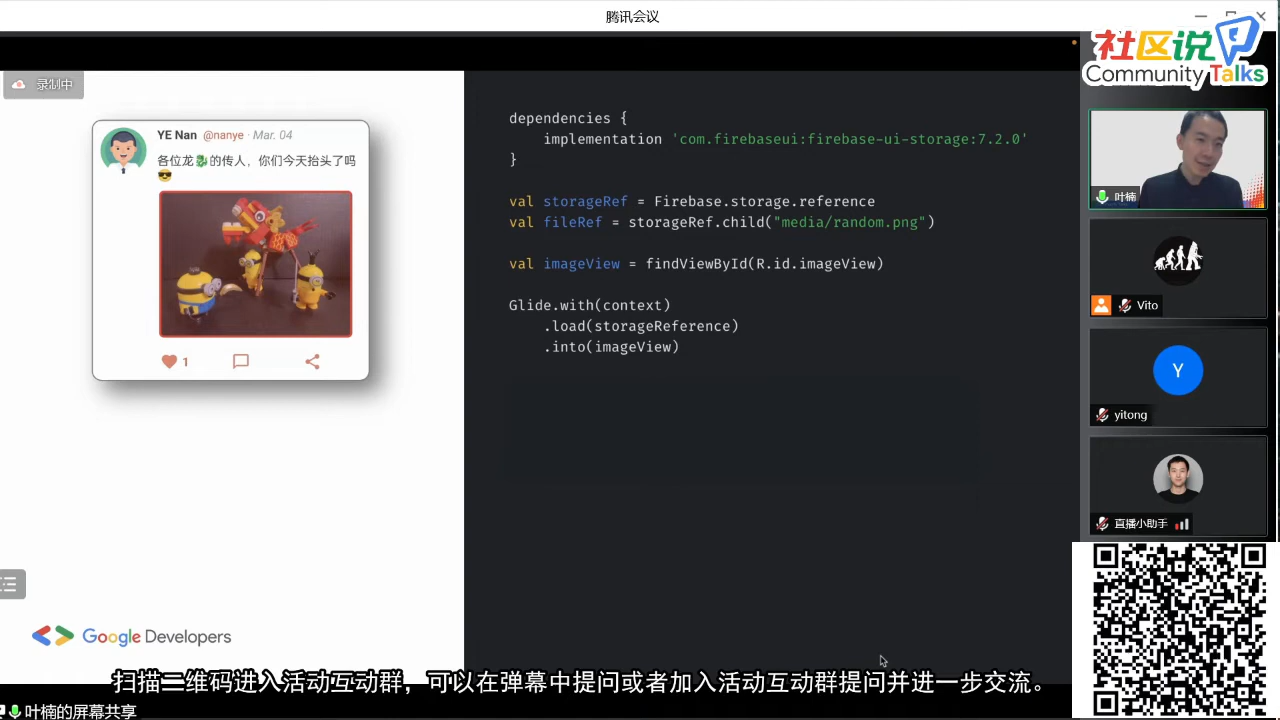 腾讯会议
社区说
Community Talks
录制中
YE Nan @nanye · Mar. 04
各位龙🐉的传人，你们今天抬头了吗
😎
1
dependencies {
implementation 'com.firebaseui:firebase-ui-storage:7.2.0'
}
val storageRef = Firebase.storage.reference
val fileRef = storageRef.child("media/random.png")
val imageView = findViewById(R.id.imageView)
Glide.with(context)
.load(storageReference)
.into(imageView)
叶楠
Vito
Y
yitong
直播小助手
Google Developers
扫描二维码进入活动互动群，可以在弹幕中提问或者加入活动互动群提问并进一步交流。
叶楠的屏幕共享